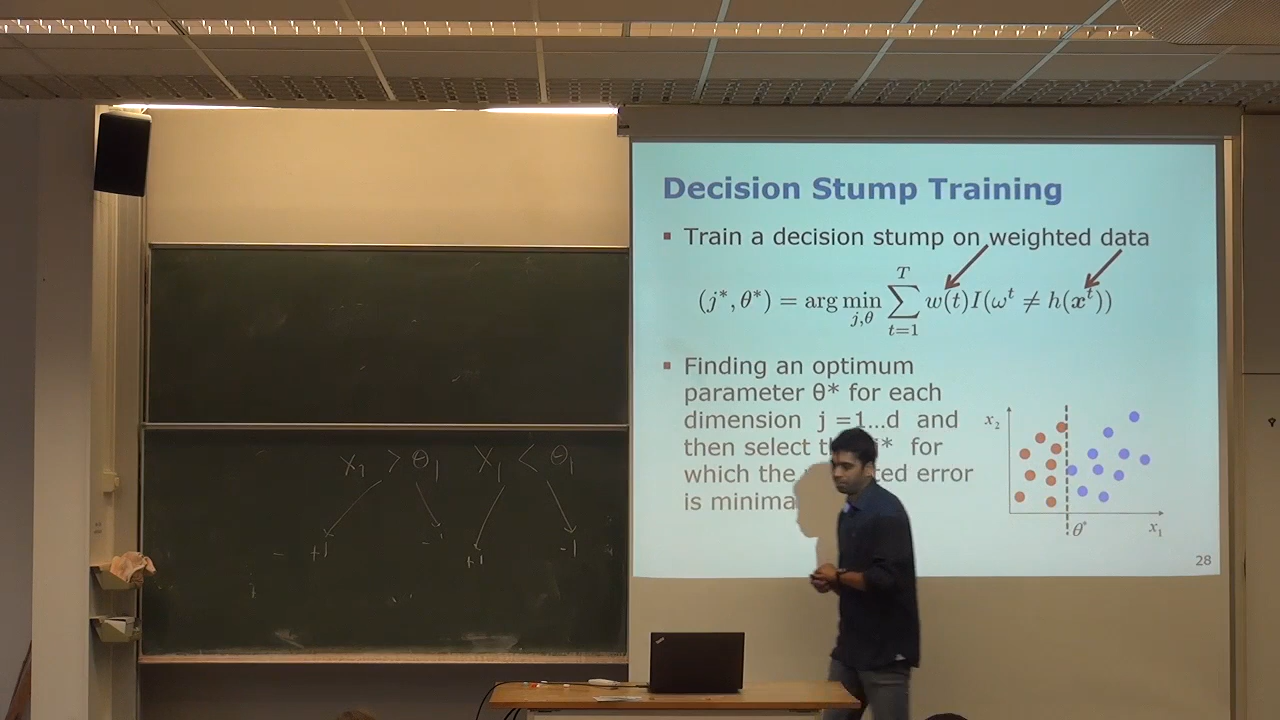 Decision Stump Training
Train a decision stump on weighted data
(j*, θ*) = arg min_{j,θ} ∑_{t=1}^{T} w(t)I(ω^t ≠ h(x^t))
Finding an optimum
parameter θ* for each
dimension j =1…d and
then select * for
which the error
is minima
x₂
θ*
x₁
28
X₁ > θ₁ X₁ < θ₁
+1 -1 +1 -1